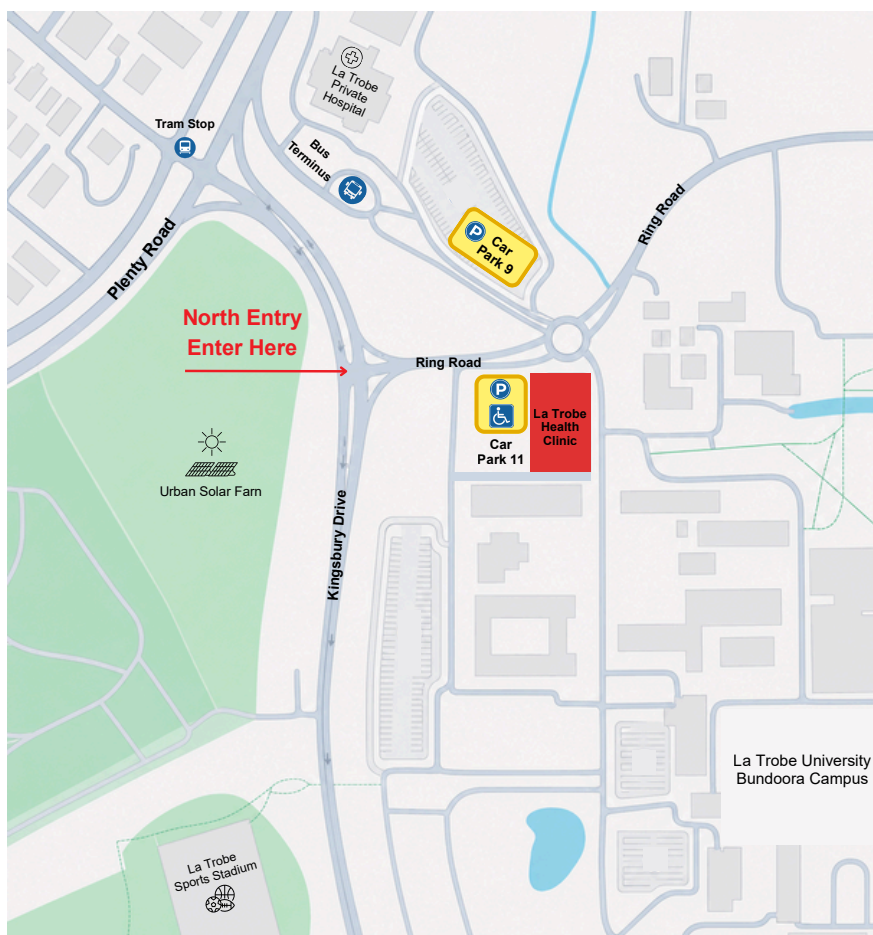 La Trobe
Private
Hospital
Tram Stop
Bus
Terminus
Ring Road
Plenty Road
P
Car
Park 9
North Entry
Enter Here
Ring Road
P
La Trobe
Health
Clinic
Car
Park 11
Urban Solar Farn
Kingsbury Drive
La Trobe University
Bundoora Campus
La Trobe
Sports Stadium